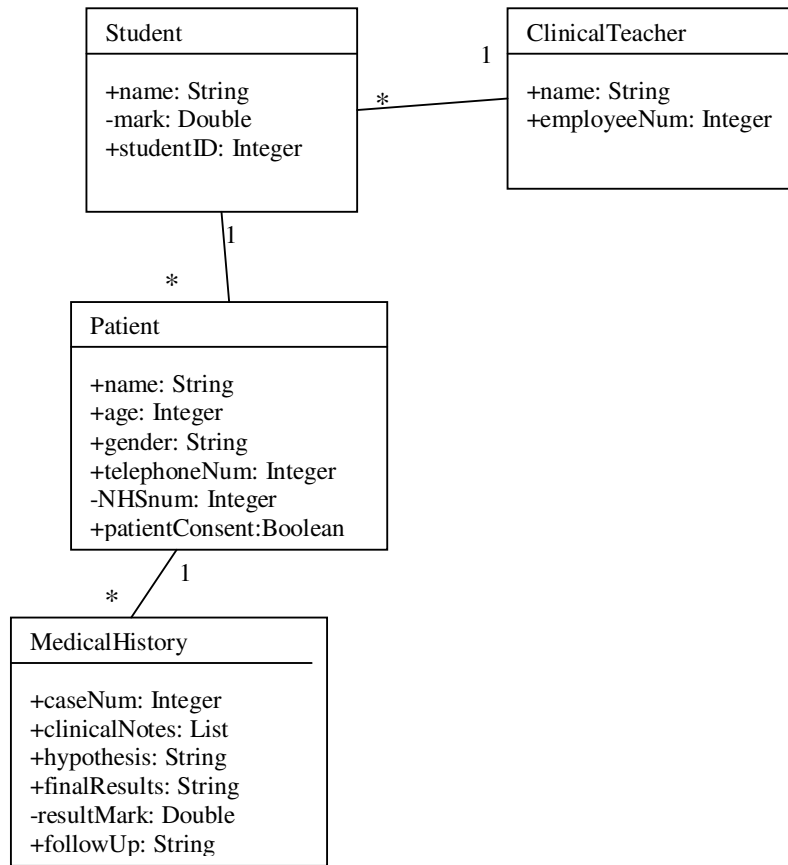 Student
+name: String
-mark: Double
+studentID: Integer
1
*
ClinicalTeacher
+name: String
+employeeNum: Integer
1
*
Patient
+name: String
+age: Integer
+gender: String
+telephoneNum: Integer
-NHSnum: Integer
+patientConsent:Boolean
1
*
MedicalHistory
+caseNum: Integer
+clinicalNotes: List
+hypothesis: String
+finalResults: String
-resultMark: Double
+followUp: String